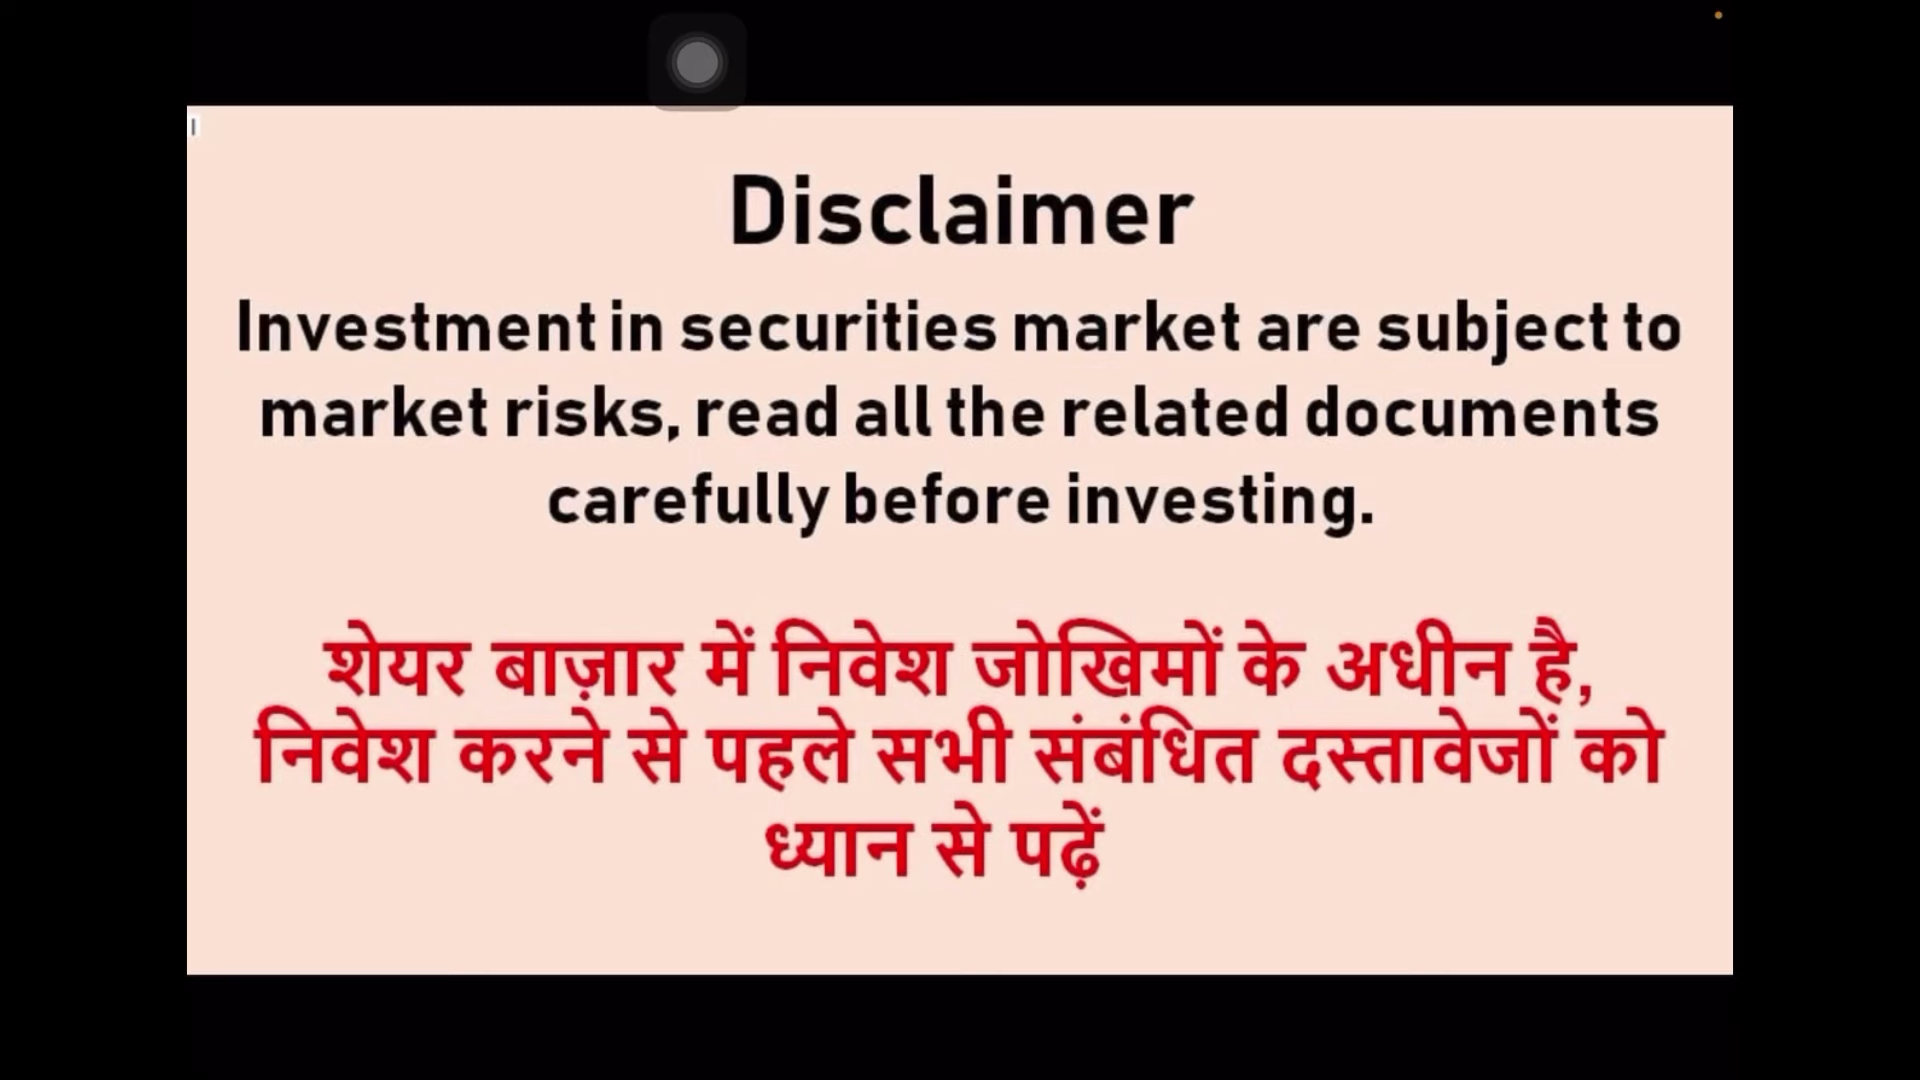 Disclaimer
Investment in securities market are subject to
market risks, read all the related documents
carefully before investing.
शेयर बाज़ार में निवेश जोखिमों के अधीन है,
निवेश करने से पहले सभी संबंधित दस्तावेजों को
ध्यान से पढ़ें